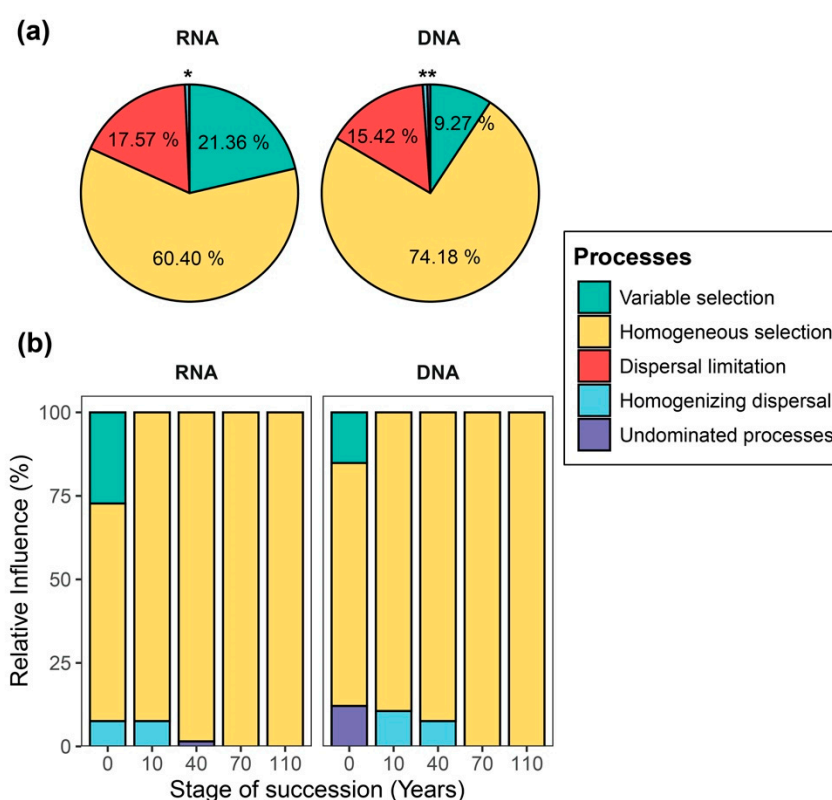 (a)
RNA
DNA
*
**
17.57 %
21.36 %
60.40 %
15.42 %
9.27 %
74.18 %
Processes
Variable selection
Homogeneous selection
Dispersal limitation
Homogenizing dispersal
Undominated processes
(b)
RNA
DNA
Relative Influence (%)
100
75
50
25
0
0 10 40 70 110
0 10 40 70 110
Stage of succession (Years)